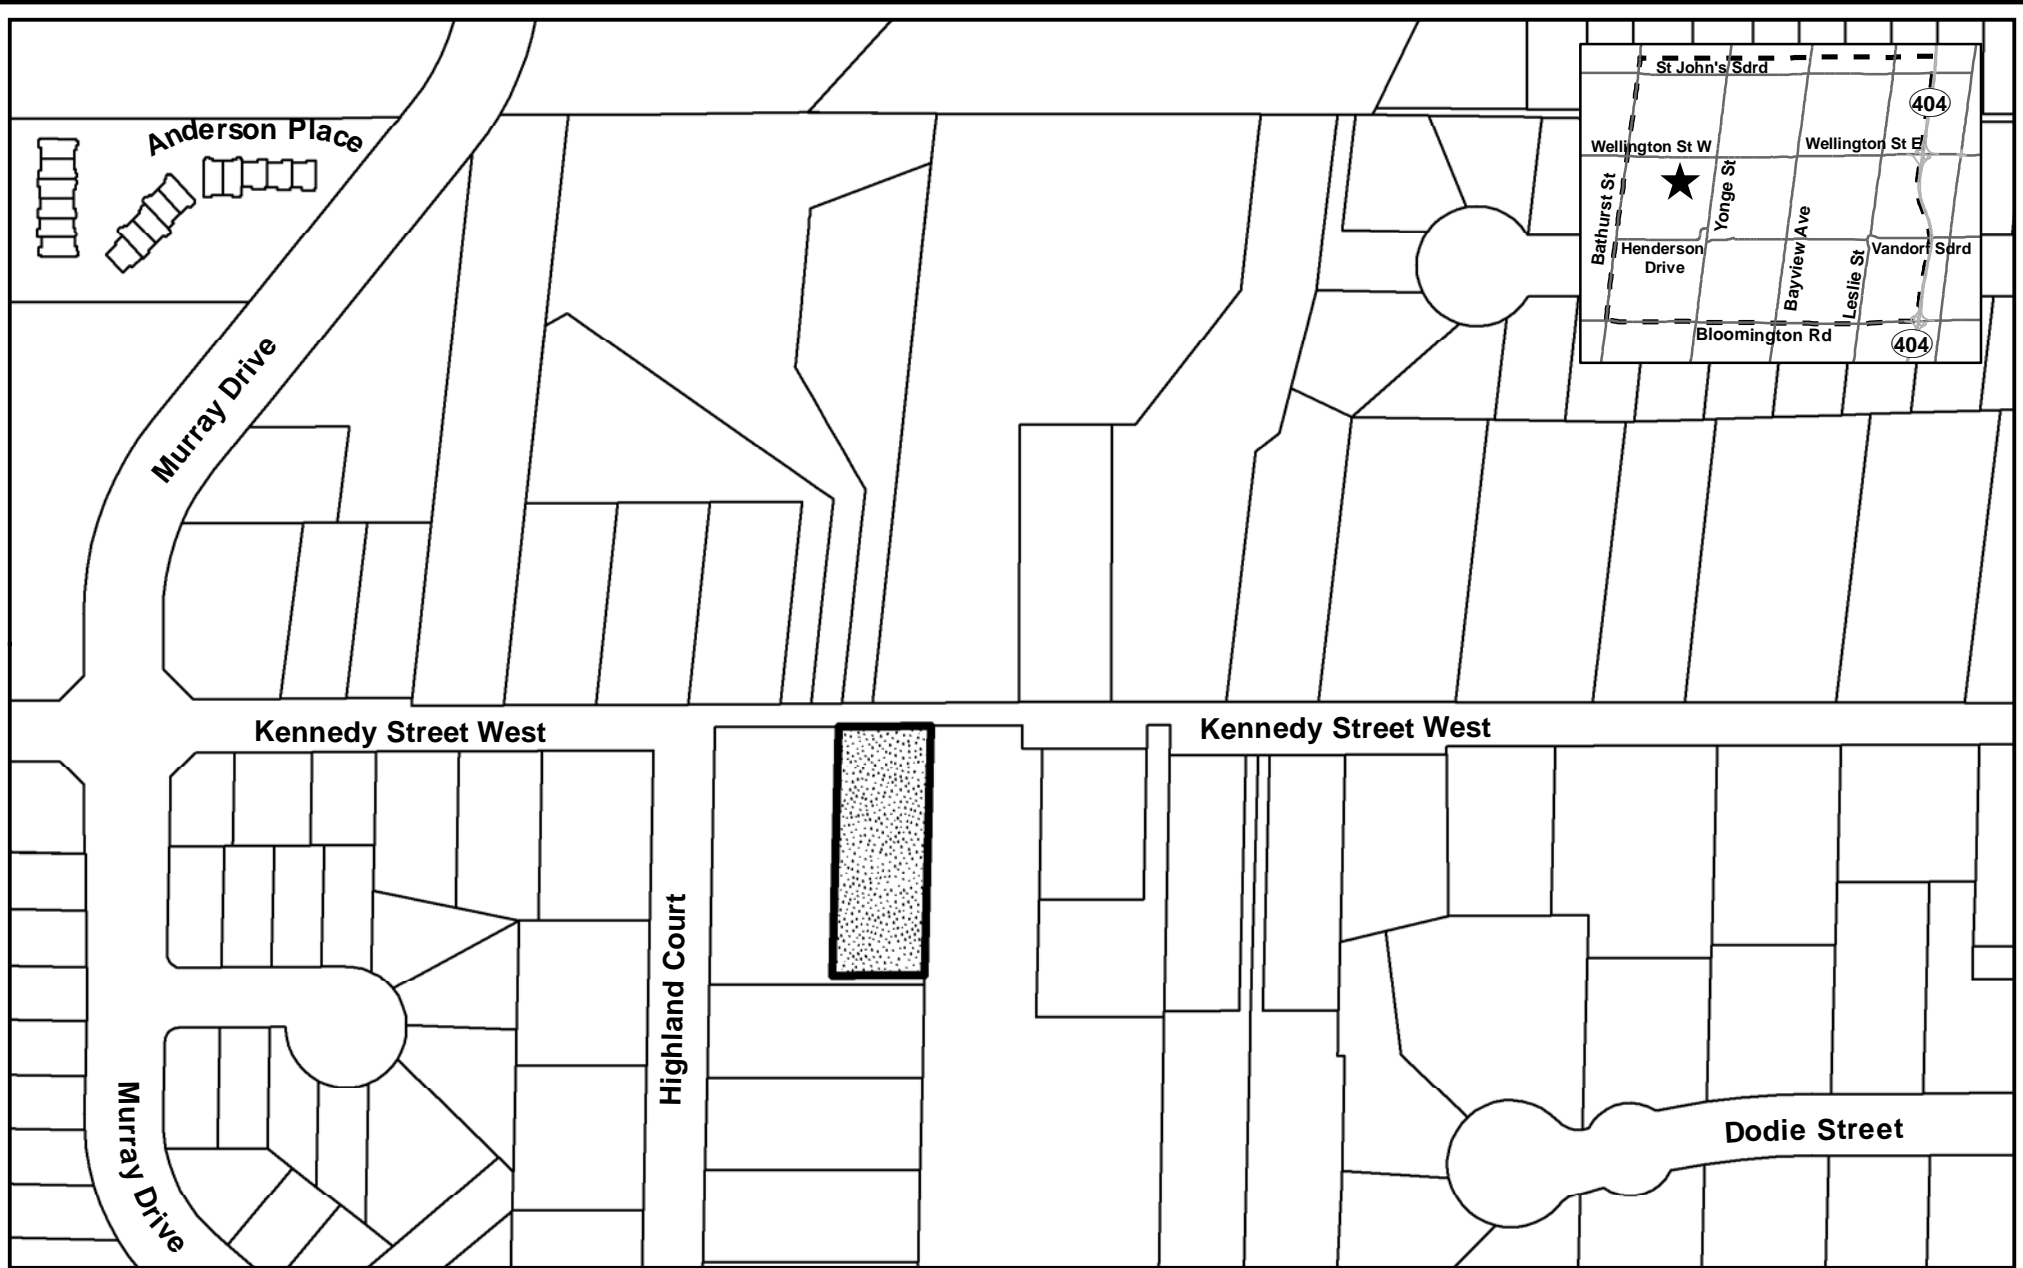 St John's Sdrd
404
Anderson Place
Wellington St W
Wellington St E
Bathurst St
Yonge St
Bayview Ave
Leslie St
Henderson
Drive
Vandorf Sdrd
Bloomington Rd
404
Murray Drive
Kennedy Street West
Kennedy Street West
Highland Court
Murray Drive
Dodie Street